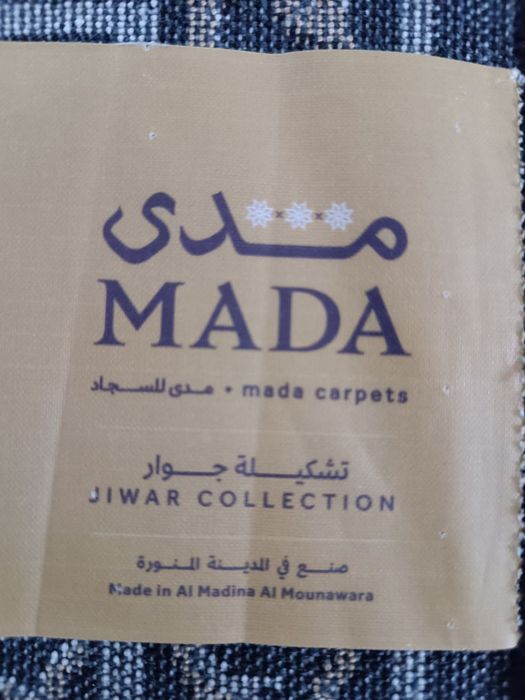 مدى
MADA
مدى للسجاد • mada carpets
تشكيلة جوار
JIWAR COLLECTION
صنع في المدينة المنورة
Made in Al Madina Al Mounawara